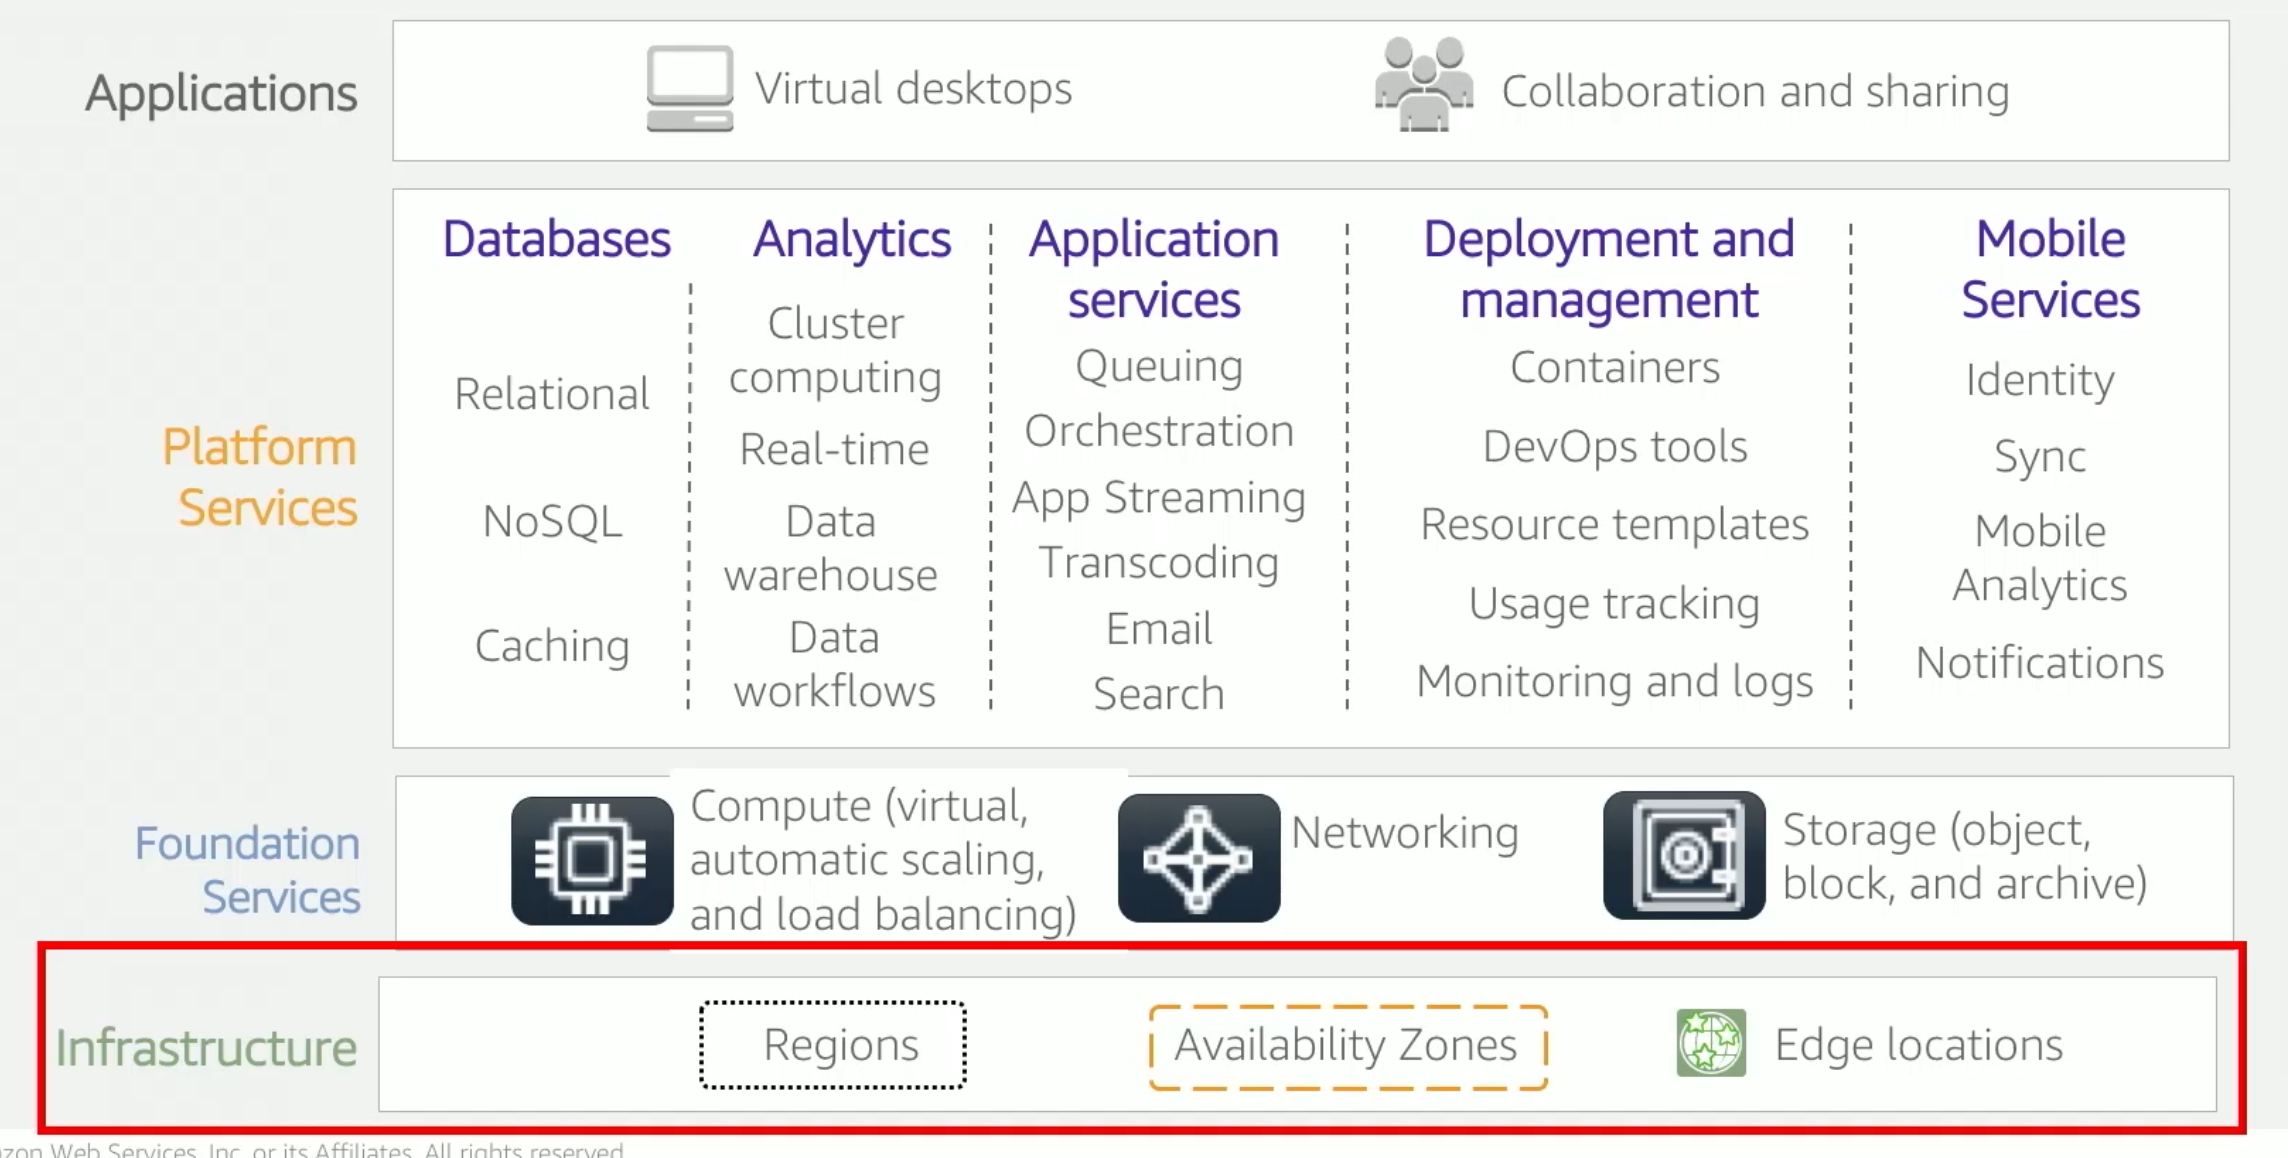 Applications
Virtual desktops
Collaboration and sharing
Platform
Services
Databases
Relational
NoSQL
Caching
Analytics
Cluster
computing
Real-time
Data
warehouse
Data
workflows
Application
services
Queuing
Orchestration
App Streaming
Transcoding
Email
Search
Deployment and
management
Containers
DevOps tools
Resource templates
Usage tracking
Monitoring and logs
Mobile
Services
Identity
Sync
Mobile
Analytics
Notifications
Foundation
Services
Compute (virtual,
automatic scaling,
and load balancing)
Networking
Storage (object,
block, and archive)
Infrastructure
Regions
Availability Zones
Edge locations
Web Services, Inc. or its Affiliates. All rights reserved